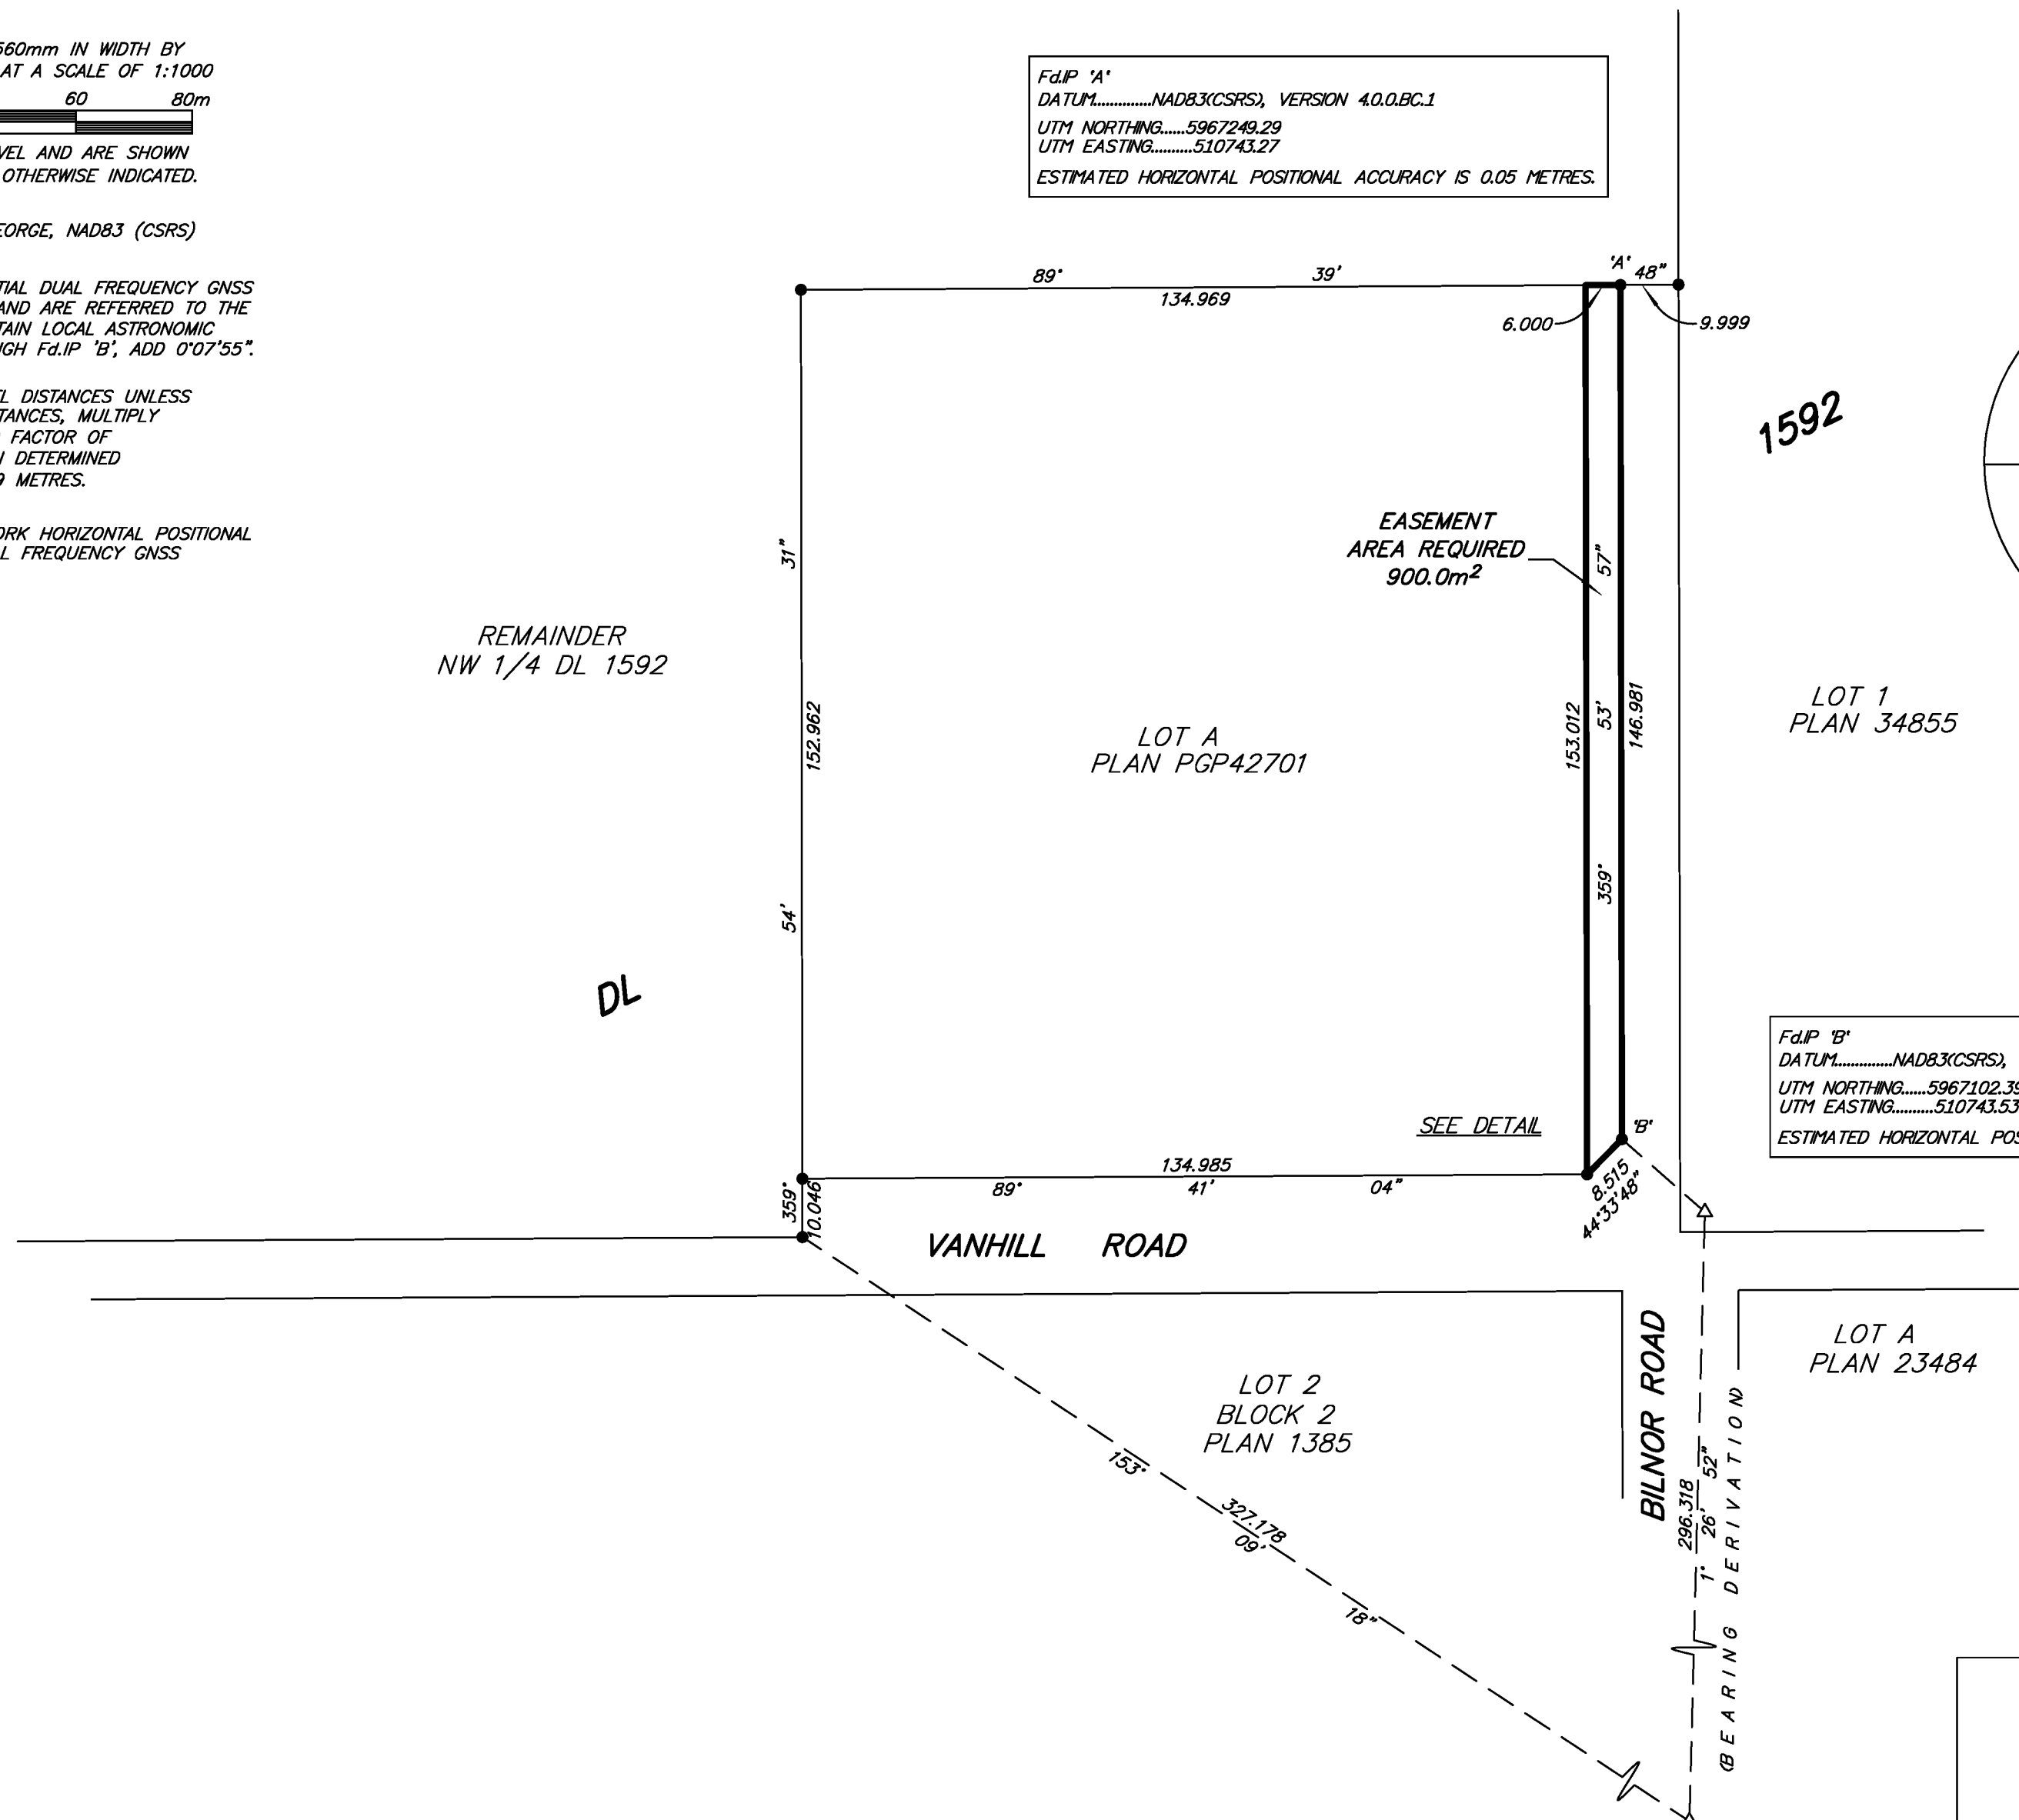 560mm IN WIDTH BY
AT A SCALE OF 1:1000
60 80m
VEL AND ARE SHOWN
OTHERWISE INDICATED.
EORGE, NAD83 (CSRS)
TIAL DUAL FREQUENCY GNSS
AND ARE REFERRED TO THE
TAIN LOCAL ASTRONOMIC
UGH Fd.IP 'B', ADD 0°07'55".
EL DISTANCES UNLESS
TANCES, MULTIPLY
FACTOR OF
N DETERMINED
9 METRES.
ORK HORIZONTAL POSITIONAL
L FREQUENCY GNSS
Fd.IP 'A'
DATUM..............NAD83(CSRS), VERSION 4.0.0.BC.1
UTM NORTHING......5967249.29
UTM EASTING..........510743.27
ESTIMATED HORIZONTAL POSITIONAL ACCURACY IS 0.05 METRES.
89° 39' 48"
134.969
'A'
6.000
9.999
1592
31"
152.962
54'
359°
10.046
EASEMENT
AREA REQUIRED
900.0m²
57"
53'
359°
153.012
146.981
REMAINDER
NW 1/4 DL 1592
LOT A
PLAN PGP42701
LOT 1
PLAN 34855
DL
Fd.IP 'B'
DATUM..............NAD83(CSRS),
UTM NORTHING......5967102.39
UTM EASTING..........510743.53
ESTIMATED HORIZONTAL POS
SEE DETAIL
'B'
134.985
89° 41' 04"
8.515
44°33'48"
VANHILL ROAD
BILNOR ROAD
LOT A
PLAN 23484
LOT 2
BLOCK 2
PLAN 1385
153° 09' 18"
327.178
296.318
1° 26' 52"
(BEARING DERIVATION)